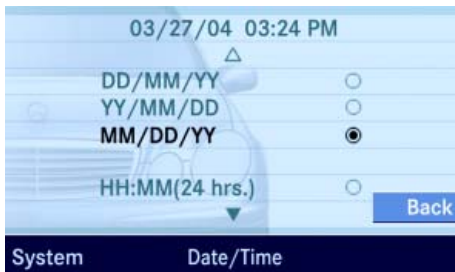 03/27/04 03:24 PM
DD/MM/YY
YY/MM/DD
MM/DD/YY
HH:MM(24 hrs.)
Back
System Date/Time